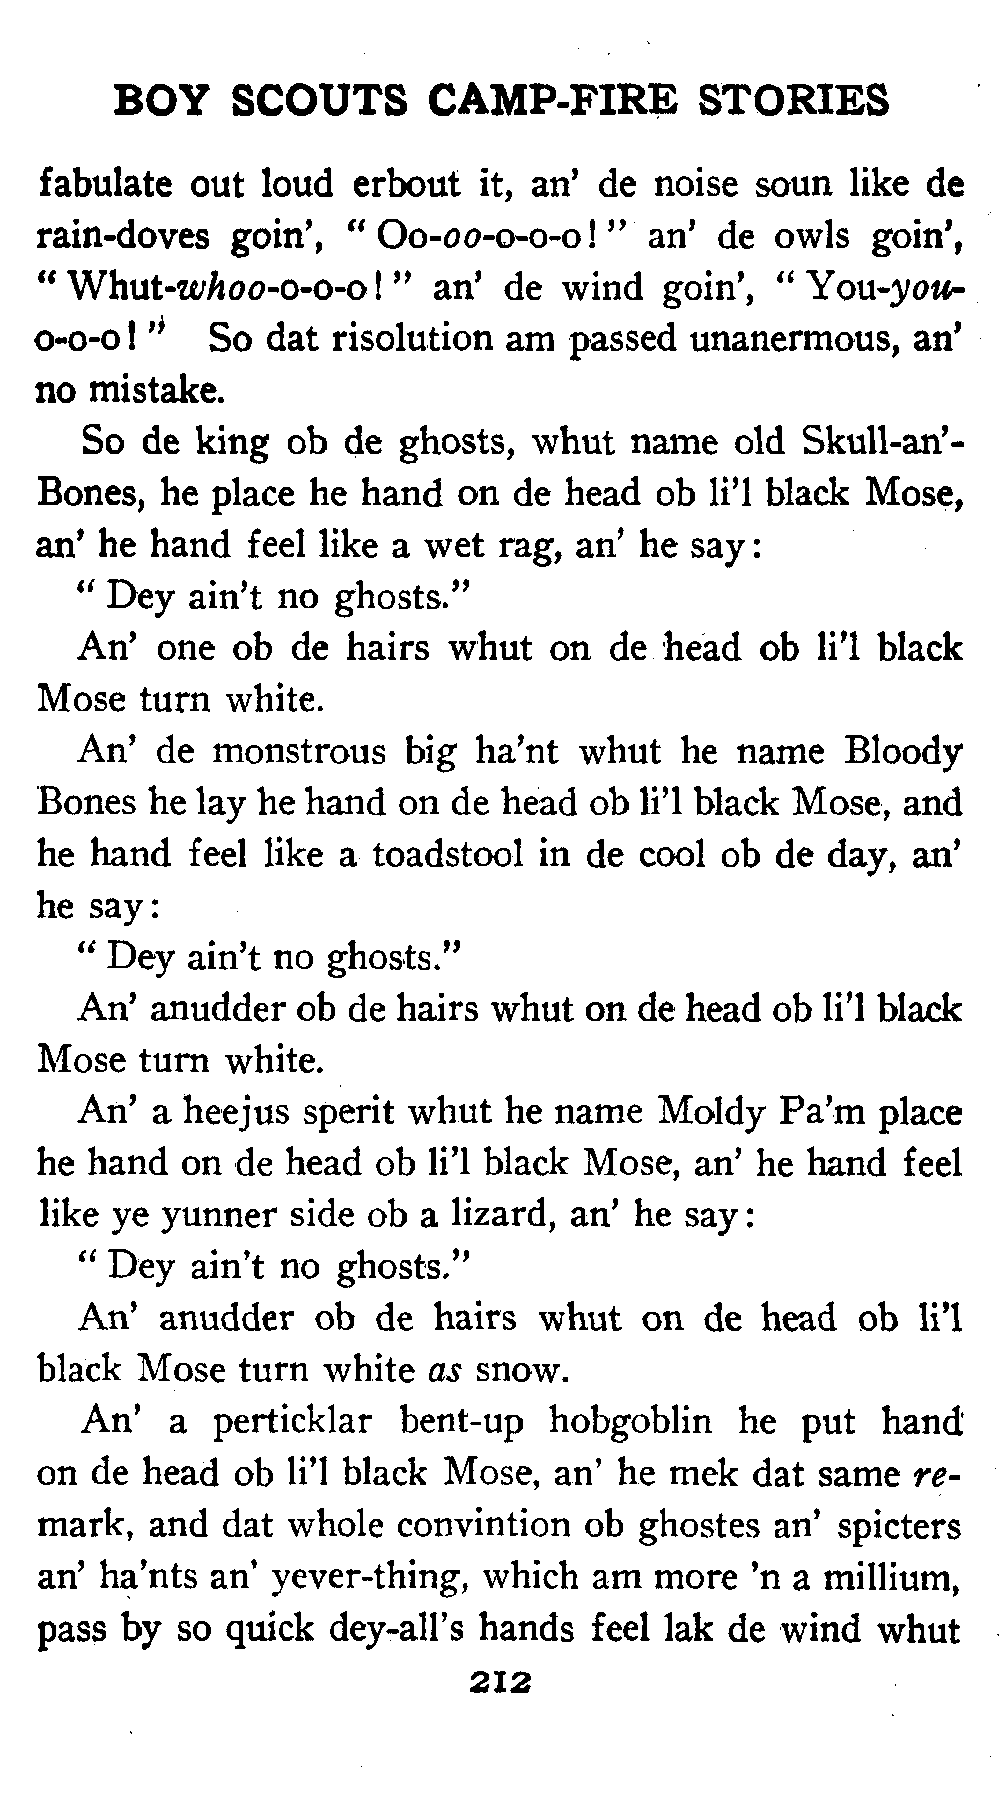 BOY SCOUTS CAMP-FIRE STORIES
fabulate out loud erbout it, an' de noise soun like de
rain-doves goin', “ Oo-oo-o-o-o! ” an' de owls goin',
“ Whut-whoo-o-o-o! ” an' de wind goin', “ You-you-
o-o-o! ” So dat risolution am passed unanermous, an'
no mistake.
So de king ob de ghosts, whut name old Skull-an'-
Bones, he place he hand on de head ob li'l black Mose,
an' he hand feel like a wet rag, an' he say:
“ Dey ain't no ghosts.”
An' one ob de hairs whut on de head ob li'l black
Mose turn white.
An' de monstrous big ha'nt whut he name Bloody
Bones he lay he hand on de head ob li'l black Mose, and
he hand feel like a toadstool in de cool ob de day, an'
he say:
“ Dey ain't no ghosts.”
An' anudder ob de hairs whut on de head ob li'l black
Mose turn white.
An' a heejus sperit whut he name Moldy Pa'm place
he hand on de head ob li'l black Mose, an' he hand feel
like ye yunner side ob a lizard, an' he say:
“ Dey ain't no ghosts.”
An' anudder ob de hairs whut on de head ob li'l
black Mose turn white as snow.
An' a perticklar bent-up hobgoblin he put hand
on de head ob li'l black Mose, an' he mek dat same re-
mark, and dat whole convintion ob ghostes an' spicters
an' ha'nts an' yever-thing, which am more 'n a millium,
pass by so quick dey-all's hands feel lak de wind whut
212